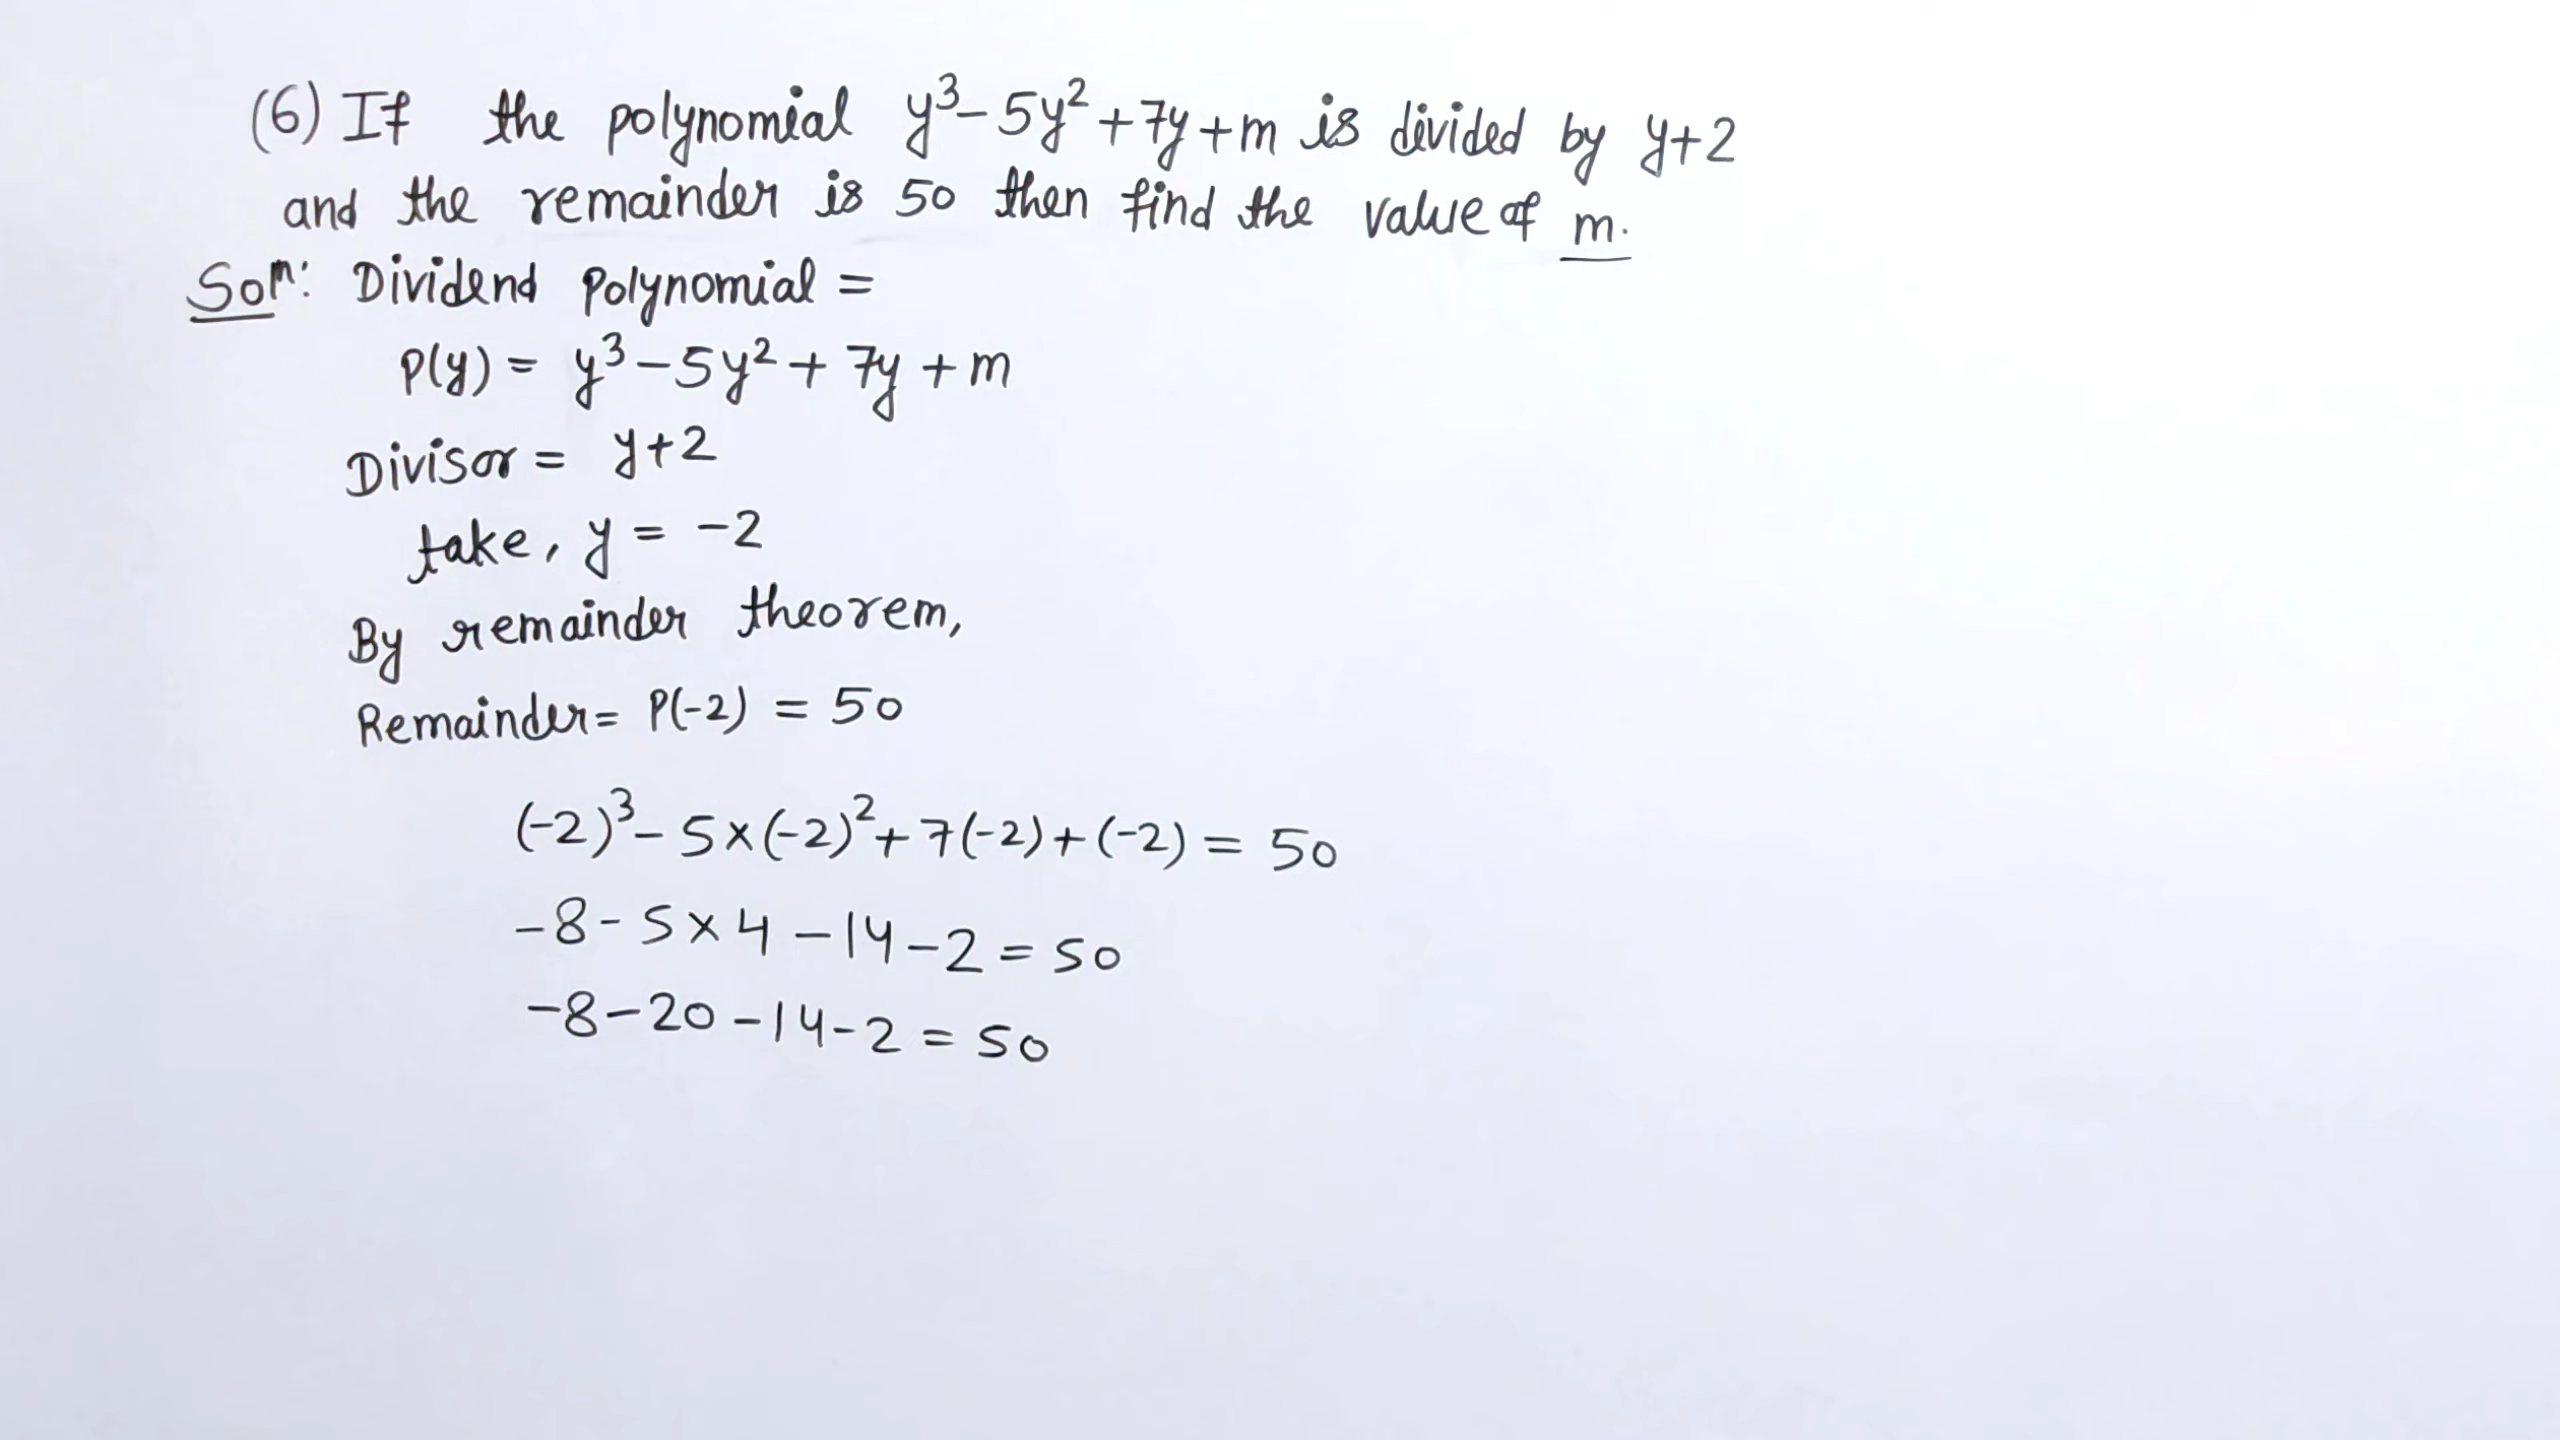 (6) If the polynomial y³-5y²+7y+m is divided by y+2
and the remainder is 50 then find the value of m.
Solⁿ: Dividend Polynomial =
P(y) = y³-5y²+7y+m
Divisor = y+2
take, y = -2
By remainder theorem,
Remainder= P(-2) = 50
(-2)³-5×(-2)²+7(-2)+(-2) = 50
-8-5×4-14-2=50
-8-20-14-2=50